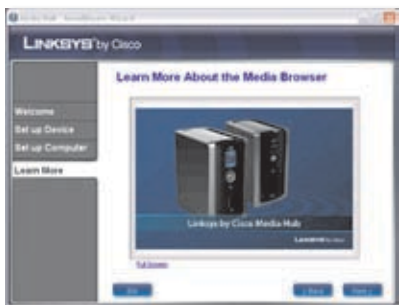 LINKSYS by Cisco
Learn More About the Media Browser
Welcome
Set up Device
Set up Computer
Learn More
Linksys by Cisco Media Hub
Full Screen
Exit
< Back
Next >